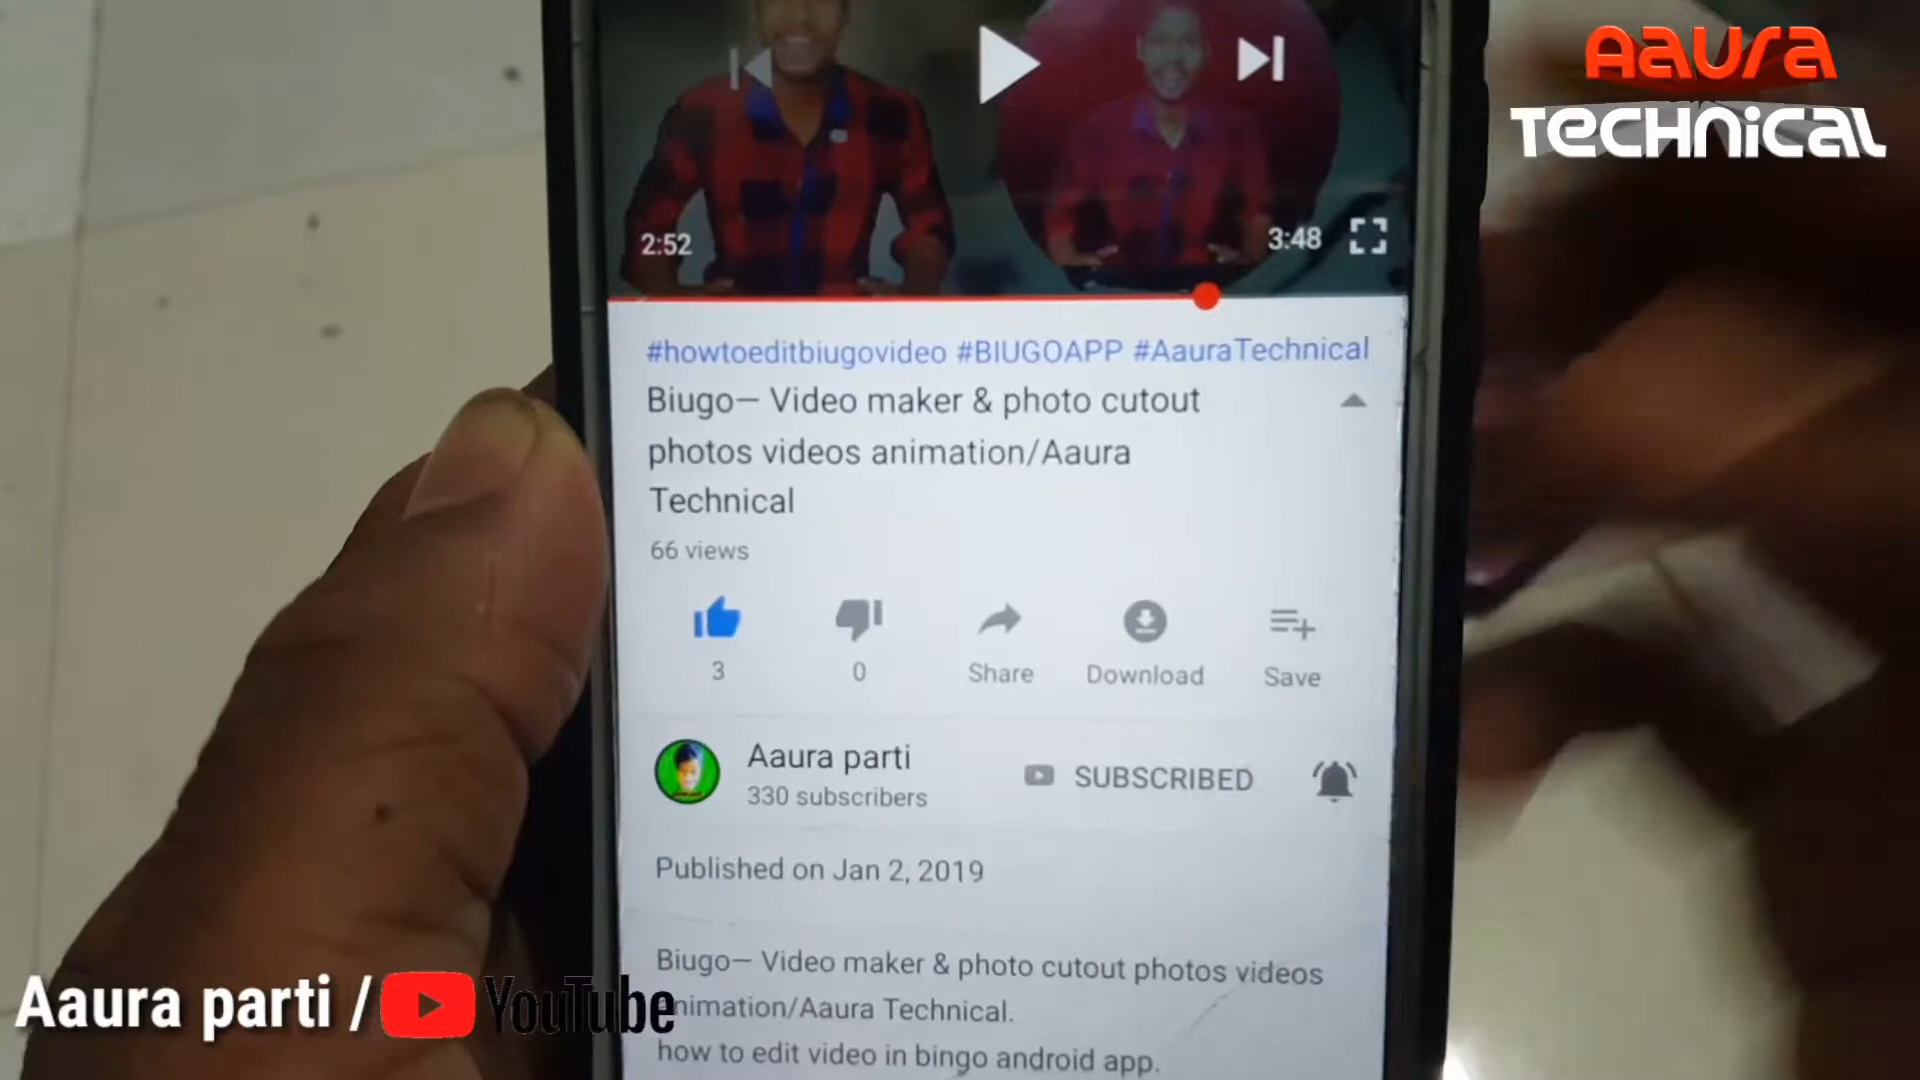 Aaura
Technical
2:52
3:48
#howtoeditbiugovideo #BIUGOAPP #AauraTechnical
Biugo— Video maker & photo cutout
photos videos animation/Aaura
Technical
66 views
3
0
Share
Download
Save
Aaura parti
330 subscribers
SUBSCRIBED
Published on Jan 2, 2019
Biugo— Video maker & photo cutout photos videos
animation/Aaura Technical.
how to edit video in bingo android app.
Aaura parti / YouTube